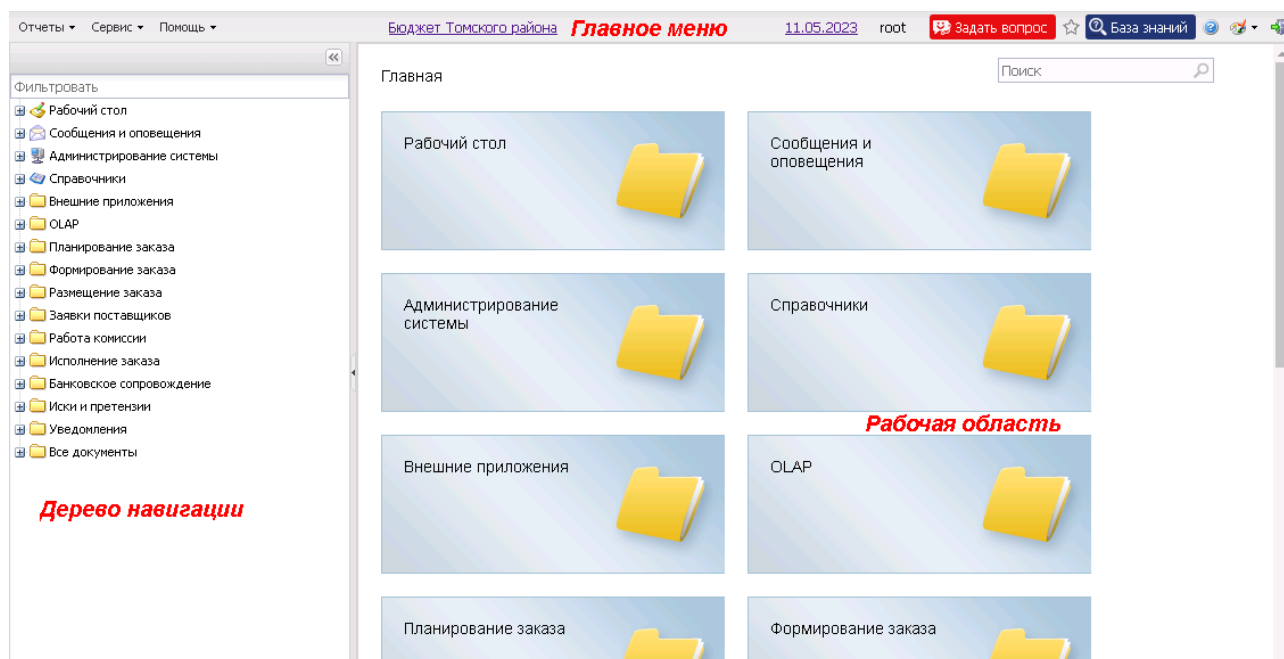 Отчеты Сервис Помощь Бюджет Томского района Главное меню 11.05.2023 root Задать вопрос База знаний
Фильтровать
Рабочий стол
Сообщения и оповещения
Администрирование системы
Справочники
Внешние приложения
OLAP
Планирование заказа
Формирование заказа
Размещение заказа
Заявки поставщиков
Работа комиссии
Исполнение заказа
Банковское сопровождение
Иски и претензии
Уведомления
Все документы
Дерево навигации
Главная
Поиск
Рабочий стол
Сообщения и
оповещения
Администрирование
системы
Справочники
Рабочая область
Внешние приложения
OLAP
Планирование заказа
Формирование заказа